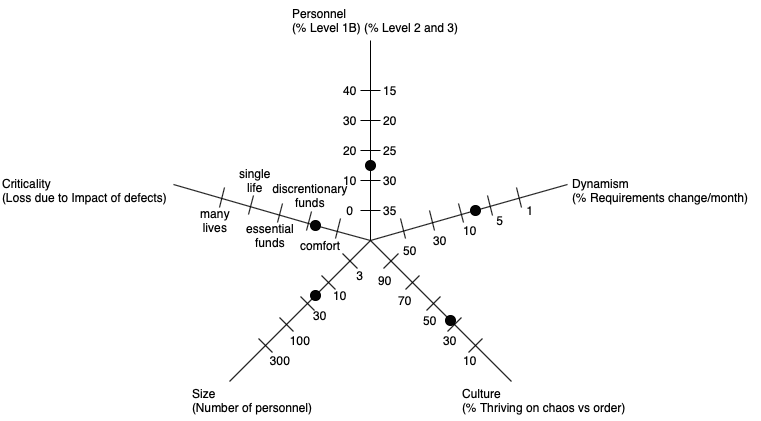 Personnel
(% Level 1B) (% Level 2 and 3)
40 15
30 20
20 25
10 30
0 35
Criticality
(Loss due to Impact of defects)
many
lives
single
life
essential
funds
discretionary
funds
comfort
Dynamism
(% Requirements change/month)
50
30
10
5
1
3
10
30
100
300
Size
(Number of personnel)
90
70
50
30
10
Culture
(% Thriving on chaos vs order)